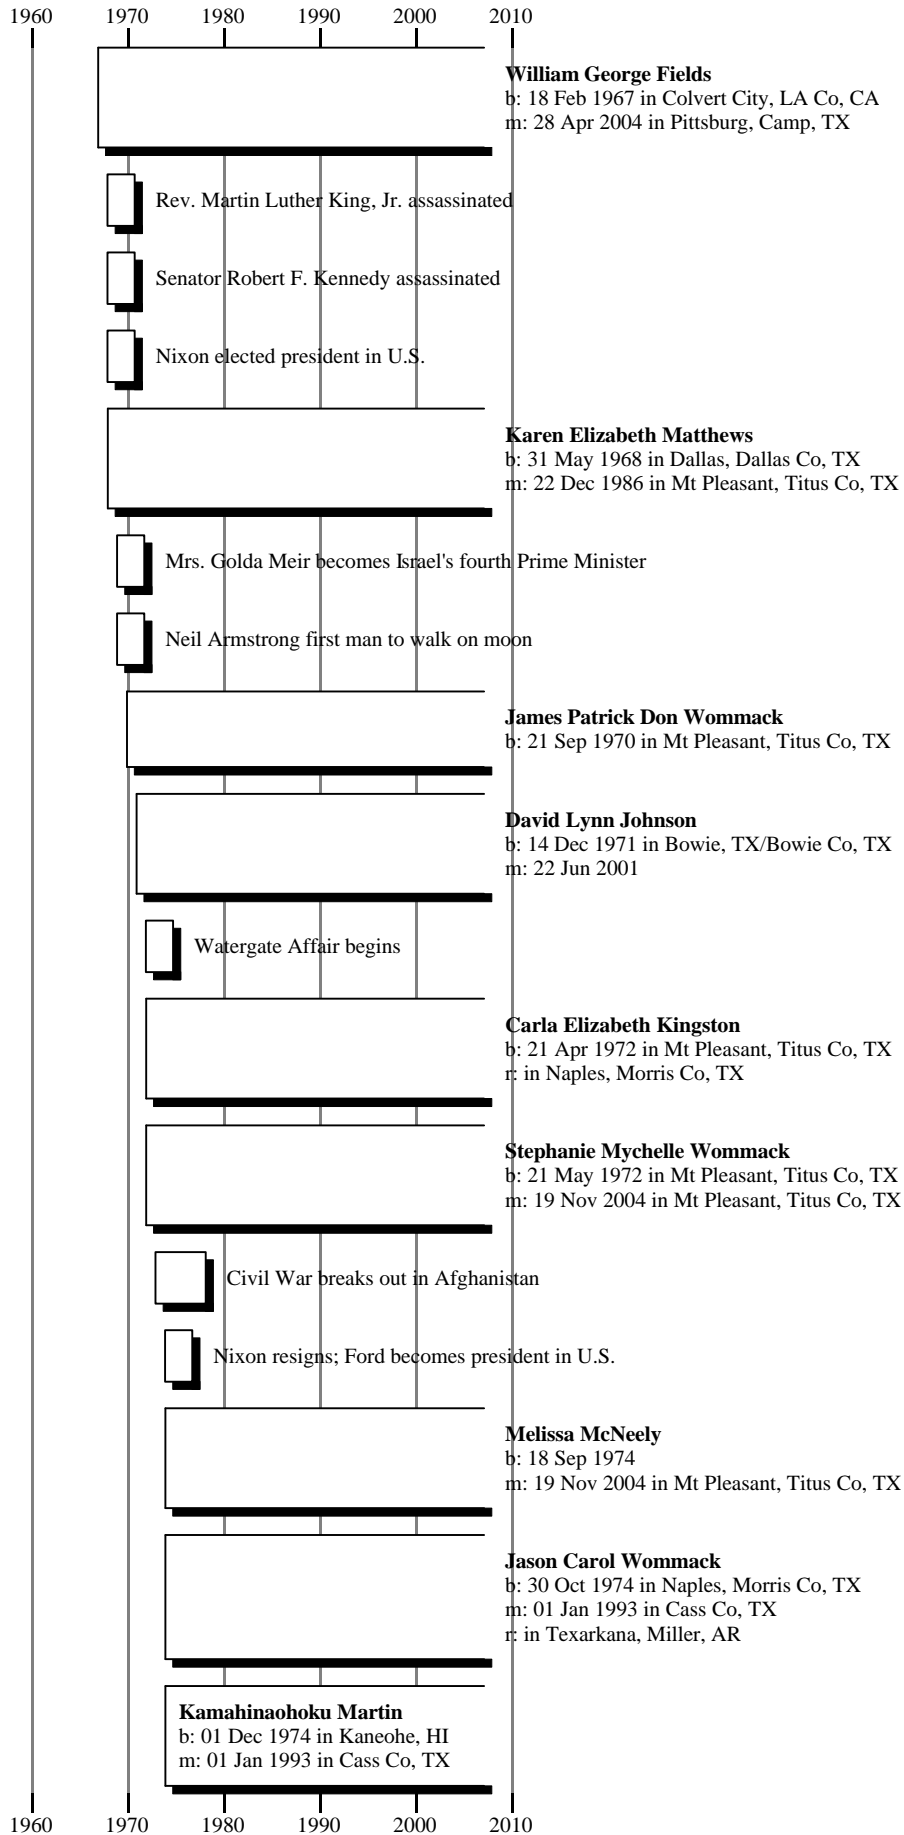 1960 1970 1980 1990 2000 2010
William George Fields
b: 18 Feb 1967 in Colvert City, LA Co, CA
m: 28 Apr 2004 in Pittsburg, Camp, TX
Rev. Martin Luther King, Jr. assassinated
Senator Robert F. Kennedy assassinated
Nixon elected president in U.S.
Karen Elizabeth Matthews
b: 31 May 1968 in Dallas, Dallas Co, TX
m: 22 Dec 1986 in Mt Pleasant, Titus Co, TX
Mrs. Golda Meir becomes Israel's fourth Prime Minister
Neil Armstrong first man to walk on moon
James Patrick Don Wommack
b: 21 Sep 1970 in Mt Pleasant, Titus Co, TX
David Lynn Johnson
b: 14 Dec 1971 in Bowie, TX/Bowie Co, TX
m: 22 Jun 2001
Watergate Affair begins
Carla Elizabeth Kingston
b: 21 Apr 1972 in Mt Pleasant, Titus Co, TX
r: in Naples, Morris Co, TX
Stephanie Mychelle Wommack
b: 21 May 1972 in Mt Pleasant, Titus Co, TX
m: 19 Nov 2004 in Mt Pleasant, Titus Co, TX
Civil War breaks out in Afghanistan
Nixon resigns; Ford becomes president in U.S.
Melissa McNeely
b: 18 Sep 1974
m: 19 Nov 2004 in Mt Pleasant, Titus Co, TX
Jason Carol Wommack
b: 30 Oct 1974 in Naples, Morris Co, TX
m: 01 Jan 1993 in Cass Co, TX
r: in Texarkana, Miller, AR
Kamahinaohoku Martin
b: 01 Dec 1974 in Kaneohe, HI
m: 01 Jan 1993 in Cass Co, TX
1960 1970 1980 1990 2000 2010